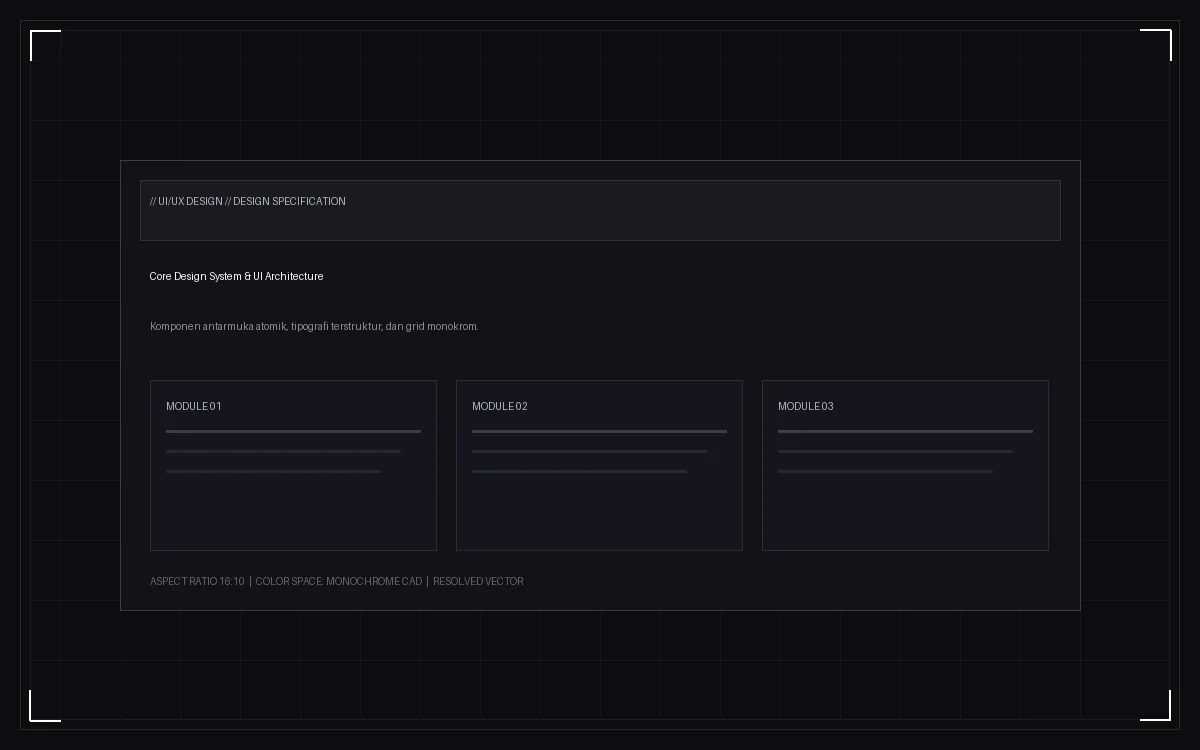 // UI/UX DESIGN // DESIGN SPECIFICATION
Core Design System & UI Architecture
Komponen antarmuka atomik, tipografi terstruktur, dan grid monokrom.
MODULE 01
MODULE 02
MODULE 03
ASPECT RATIO 16:10 | COLOR SPACE: MONOCHROME CAD | RESOLVED VECTOR